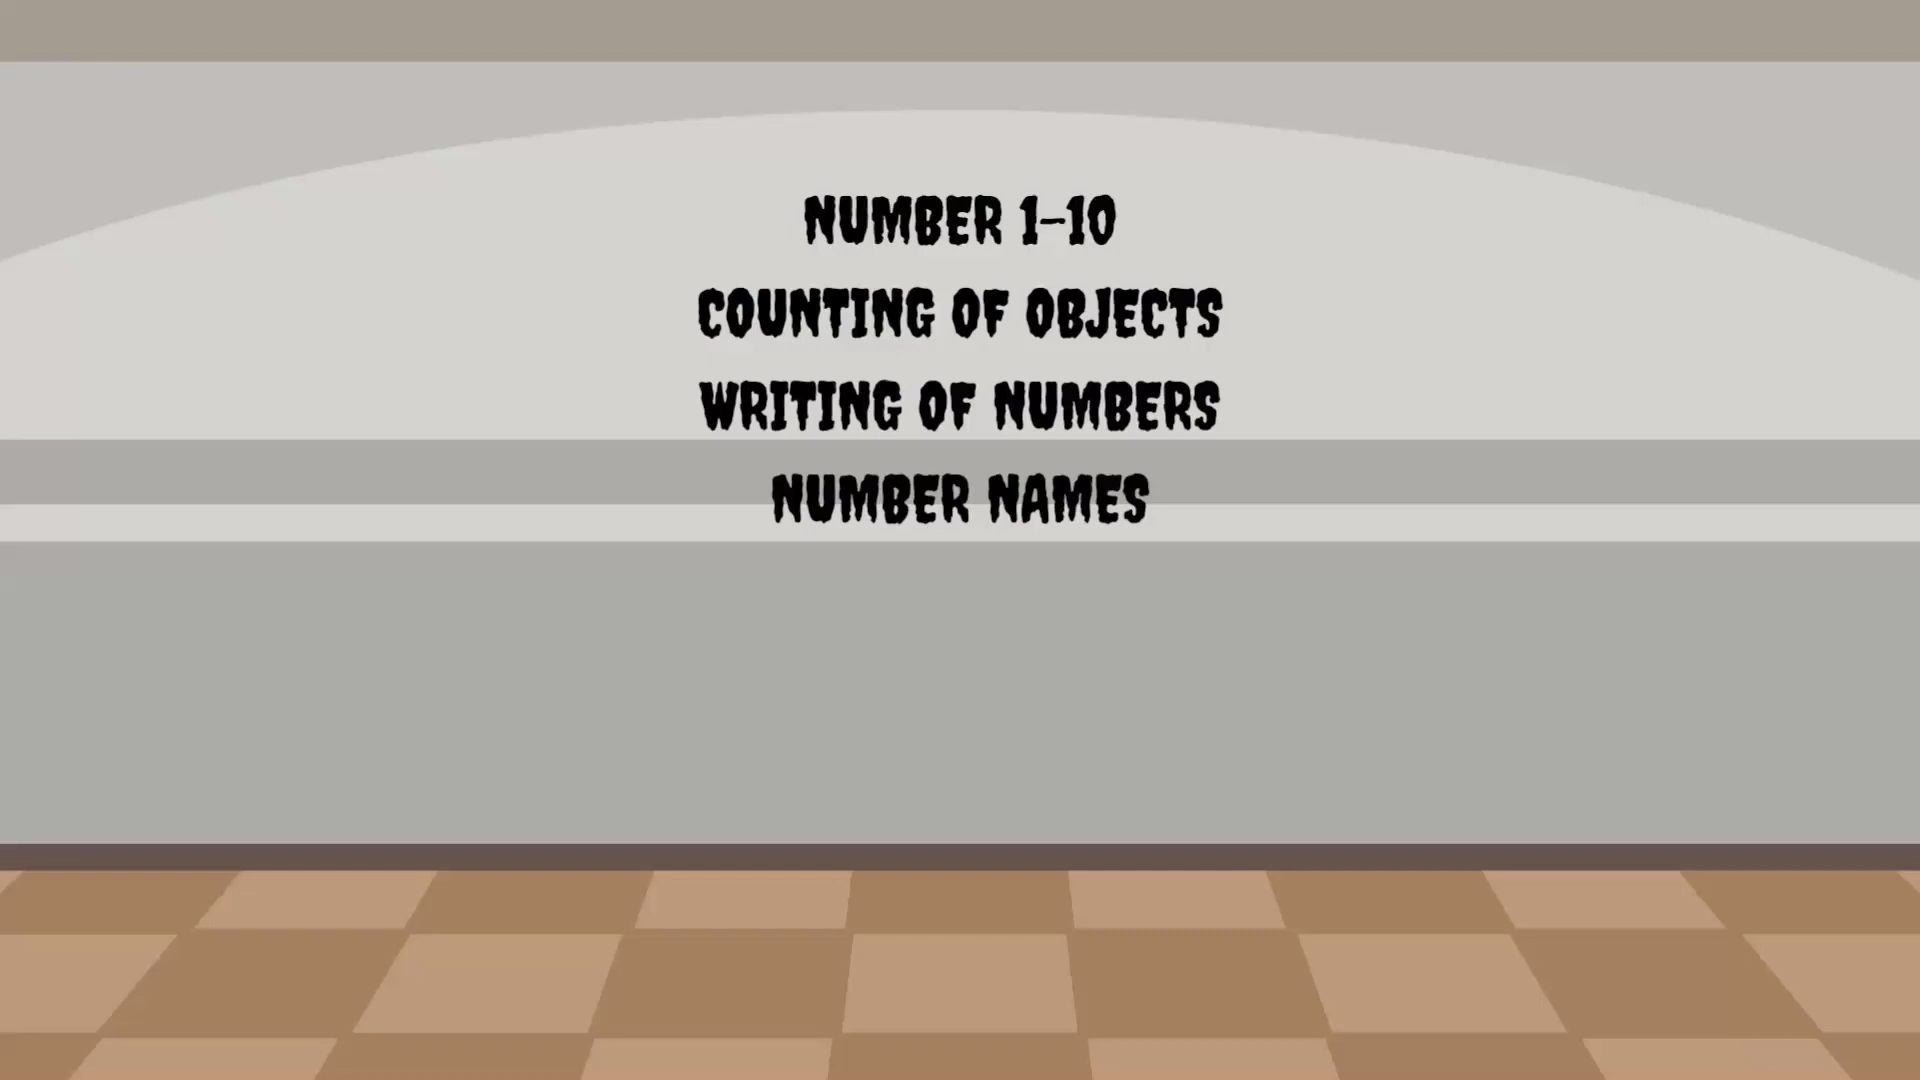 NUMBER 1-10
COUNTING OF OBJECTS
WRITING OF NUMBERS
NUMBER NAMES